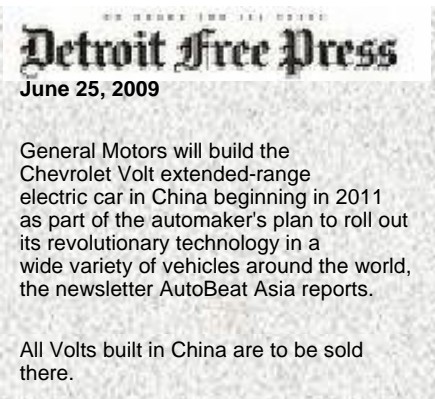 Detroit Free Press
June 25, 2009
General Motors will build the
Chevrolet Volt extended-range
electric car in China beginning in 2011
as part of the automaker's plan to roll out
its revolutionary technology in a
wide variety of vehicles around the world,
the newsletter AutoBeat Asia reports.
All Volts built in China are to be sold
there.